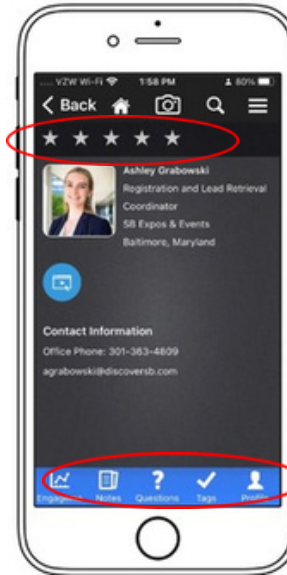 VZW Wi-Fi 1:58 PM 80%
Back
Ashley Grabowski
Registration and Lead Retrieval
Coordinator
SB Expos & Events
Baltimore, Maryland
Contact Information
Office Phone: 301-363-4809
agrabowski@discoversb.com
Engagement Notes Questions Tags Profile